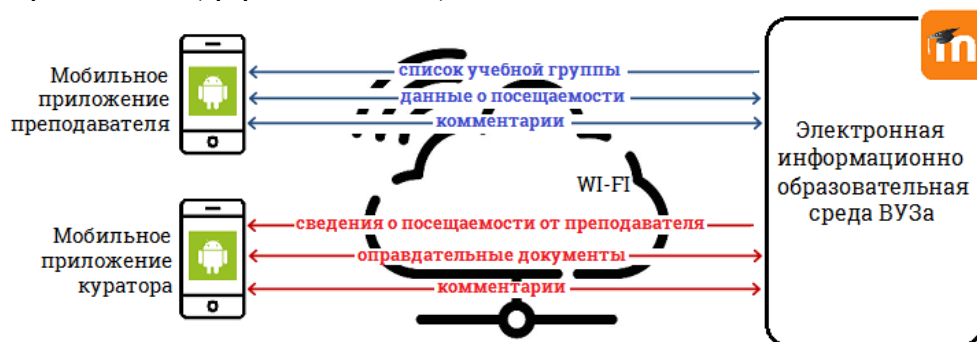 Мобильное
приложение
преподавателя
список учебной группы
данные о посещаемости
комментарии
WI-FI
Мобильное
приложение
куратора
сведения о посещаемости от преподавателя
оправдательные документы
комментарии
m
Электронная
информационно
образовательная
среда ВУЗа